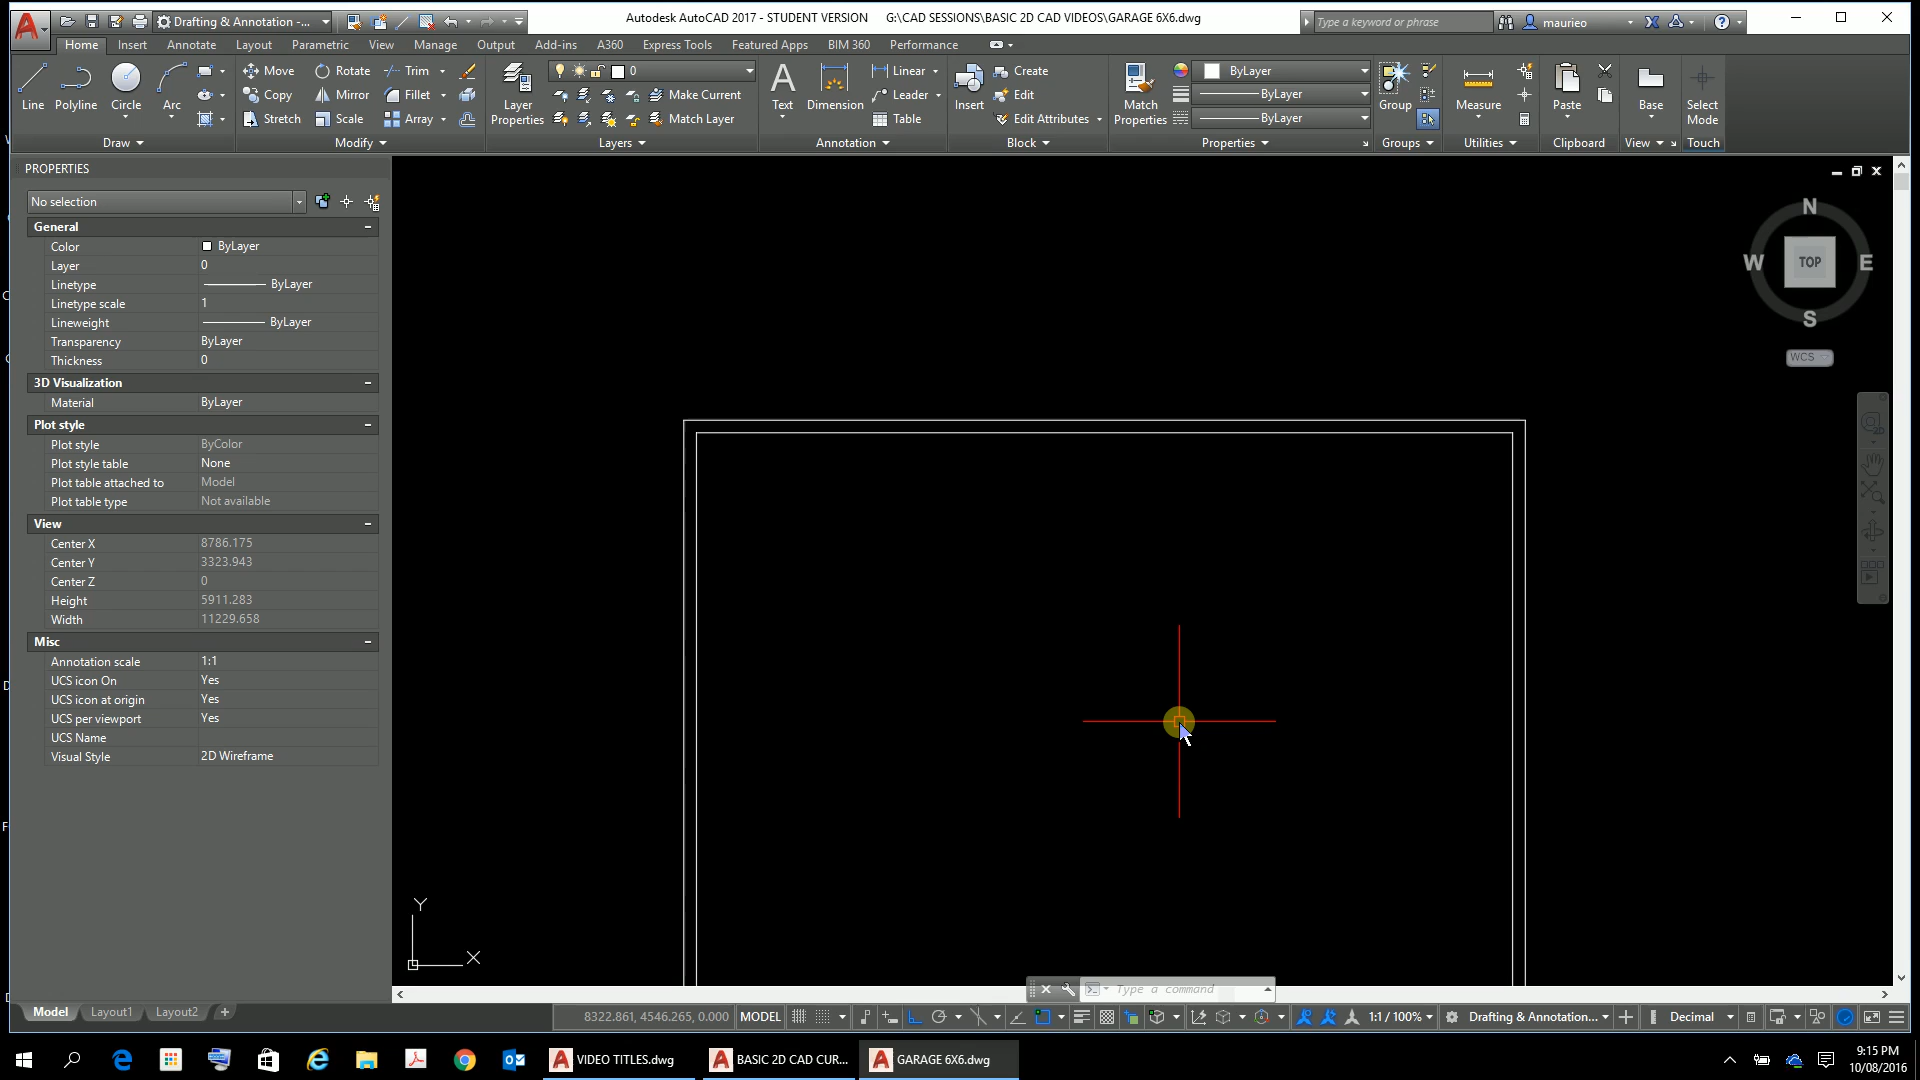 Drafting & Annotation -...
Autodesk AutoCAD 2017 - STUDENT VERSION G:\CAD SESSIONS\BASIC 2D CAD VIDEOS\GARAGE 6X6.dwg
Type a keyword or phrase
maurieo
Home Insert Annotate Layout Parametric View Manage Output Add-ins A360 Express Tools Featured Apps BIM 360 Performance
Line Polyline Circle Arc
Draw
Move Rotate Trim
Copy Mirror Fillet
Stretch Scale Array
Modify
Layer Properties
0
Make Current
Match Layer
Layers
Text Dimension
Linear
Leader
Table
Annotation
Insert
Create
Edit
Edit Attributes
Block
Match Properties
ByLayer
ByLayer
ByLayer
Properties
Group
Groups
Measure
Utilities
Paste
Clipboard
Base
View
Select Mode
Touch
PROPERTIES
No selection
General
Color ByLayer
Layer 0
Linetype ByLayer
Linetype scale 1
Lineweight ByLayer
Transparency ByLayer
Thickness 0
3D Visualization
Material ByLayer
Plot style
Plot style ByColor
Plot style table None
Plot table attached to Model
Plot table type Not available
View
Center X 8786.175
Center Y 3323.943
Center Z 0
Height 5911.283
Width 11229.658
Misc
Annotation scale 1:1
UCS icon On Yes
UCS icon at origin Yes
UCS per viewport Yes
UCS Name
Visual Style 2D Wireframe
N
W TOP E
S
WCS
Y
X
Type a command
Model Layout1 Layout2
8322.861, 4546.265, 0.000 MODEL 1:1 / 100% Drafting & Annotation... Decimal
VIDEO TITLES.dwg
BASIC 2D CAD CUR...
GARAGE 6X6.dwg
9:15 PM
10/08/2016